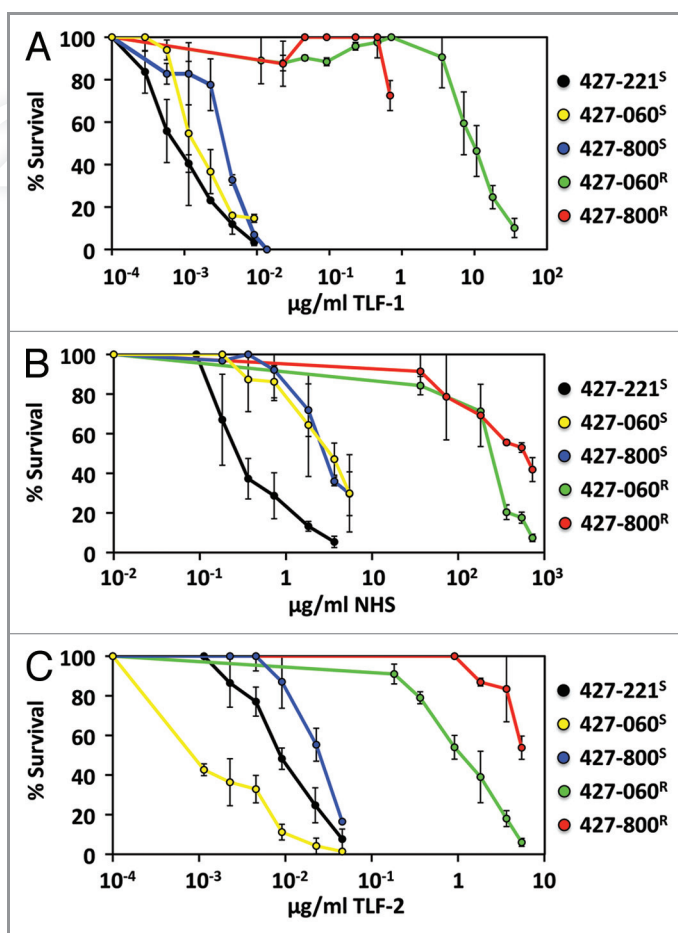 A
100
80
60
40
20
0
% Survival
10⁻⁴ 10⁻³ 10⁻² 10⁻¹ 1 10 10²
µg/ml TLF-1
427-221ˢ
427-060ˢ
427-800ˢ
427-060ᴿ
427-800ᴿ
B
100
80
60
40
20
0
% Survival
10⁻² 10⁻¹ 1 10 10² 10³
µg/ml NHS
427-221ˢ
427-060ˢ
427-800ˢ
427-060ᴿ
427-800ᴿ
C
100
80
60
40
20
0
% Survival
10⁻⁴ 10⁻³ 10⁻² 10⁻¹ 1 10
µg/ml TLF-2
427-221ˢ
427-060ˢ
427-800ˢ
427-060ᴿ
427-800ᴿ